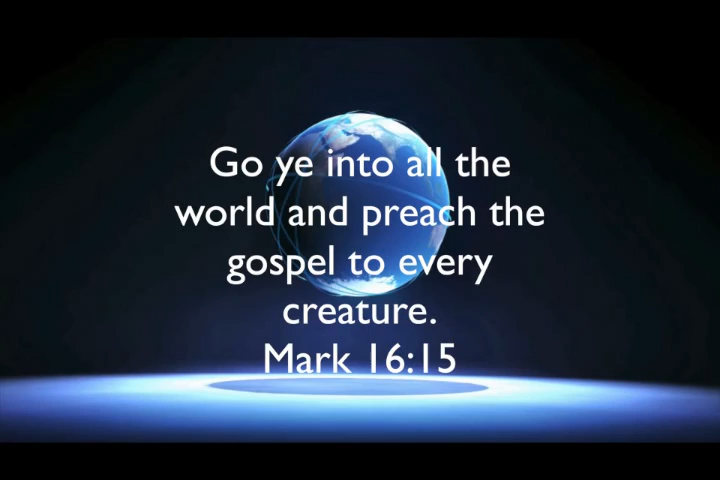 Go ye into all the
world and preach the
gospel to every
creature.
Mark 16:15